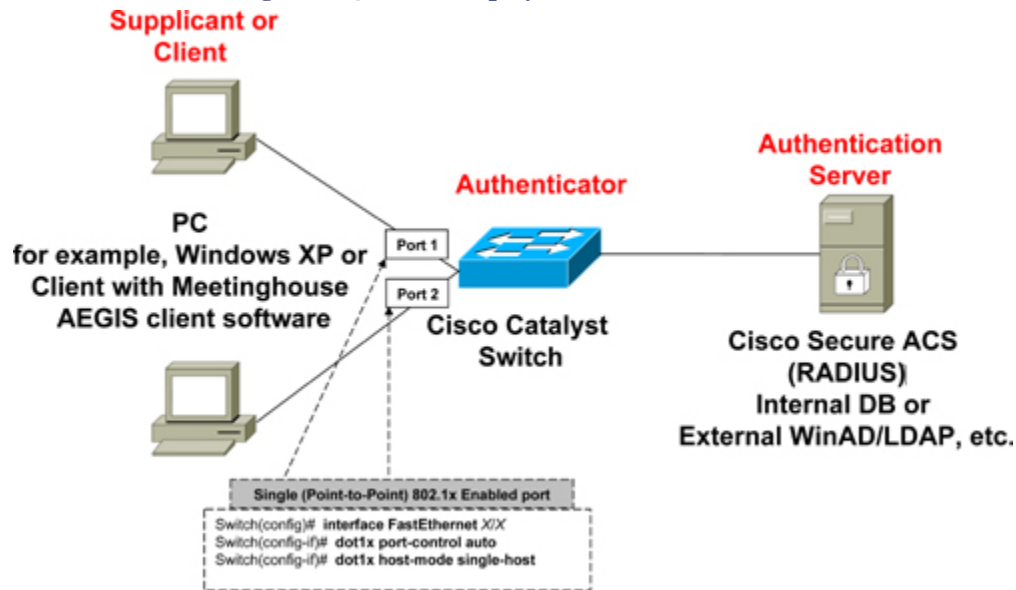 Supplicant or
Client
Authentication
Server
Authenticator
PC
for example, Windows XP or
Client with Meetinghouse
AEGIS client software
Port 1
Port 2
Cisco Catalyst
Switch
Cisco Secure ACS
(RADIUS)
Internal DB or
External WinAD/LDAP, etc.
Single (Point-to-Point) 802.1x Enabled port
Switch(config)# interface FastEthernet X/X
Switch(config-if)# dot1x port-control auto
Switch(config-if)# dot1x host-mode single-host